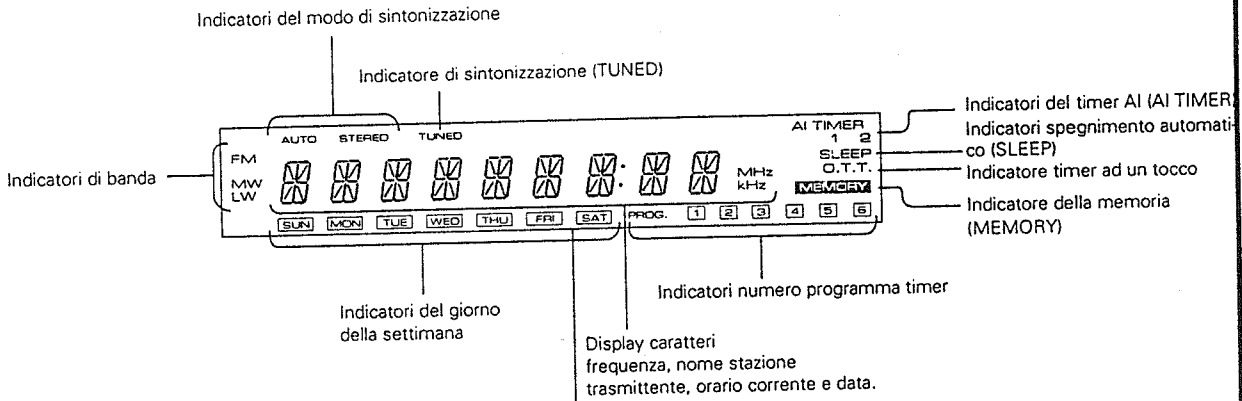 Indicatori del modo di sintonizzazione
Indicatore di sintonizzazione (TUNED)
Indicatori di banda
AUTO STEREO TUNED
FM
MW
LW
MHz
kHz
AI TIMER
1 2
SLEEP
O.T.T.
MEMORY
SUN MON TUE WED THU FRI SAT PROG. 1 2 3 4 5 6
Indicatori del timer AI (AI TIMER)
Indicatori spegnimento automati-
co (SLEEP)
Indicatore timer ad un tocco
Indicatore della memoria
(MEMORY)
Indicatori numero programma timer
Indicatori del giorno
della settimana
Display caratteri
frequenza, nome stazione
trasmittente, orario corrente e data.